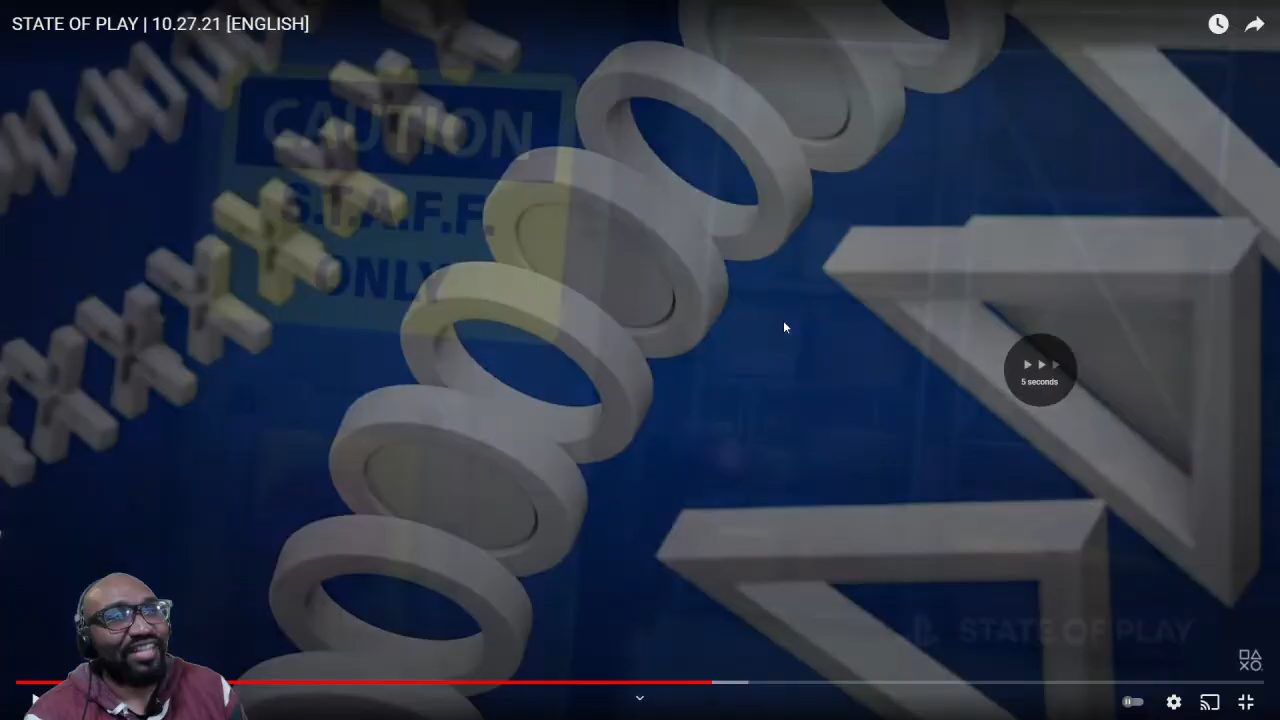 STATE OF PLAY | 10.27.21 [ENGLISH]
CAUTION
S.T.A.F.F.
ONLY
5 seconds
STATE OF PLAY